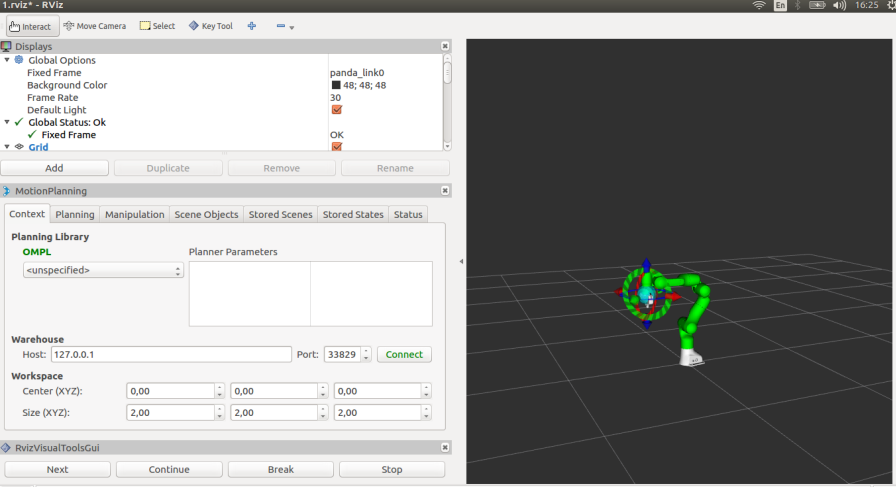 1.rviz* - RViz
En 16:25
Interact Move Camera Select Key Tool
Displays
Global Options
Fixed Frame panda_link0
Background Color 48; 48; 48
Frame Rate 30
Default Light
Global Status: Ok
Fixed Frame OK
Grid
Add Duplicate Remove Rename
MotionPlanning
Context Planning Manipulation Scene Objects Stored Scenes Stored States Status
Planning Library
OMPL Planner Parameters
<unspecified>
Warehouse
Host: 127.0.0.1 Port: 33829 Connect
Workspace
Center (XYZ): 0,00 0,00 0,00
Size (XYZ): 2,00 2,00 2,00
RvizVisualToolsGui
Next Continue Break Stop